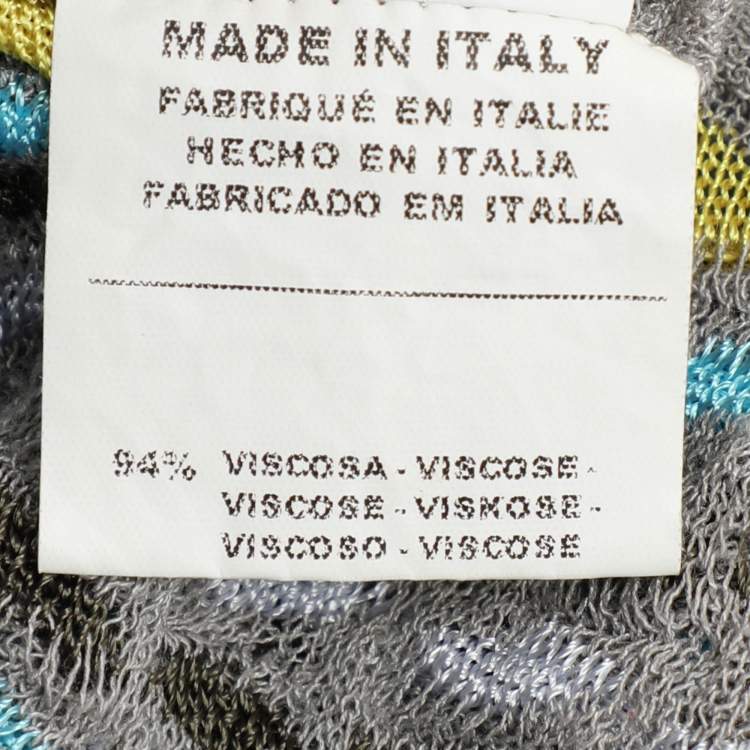 MADE IN ITALY
FABRIQUÉ EN ITALIE
HECHO EN ITALIA
FABRICADO EM ITALIA
94% VISCOSA - VISCOSE -
VISCOSE - VISKOSE -
VISCOSO - VISCOSE